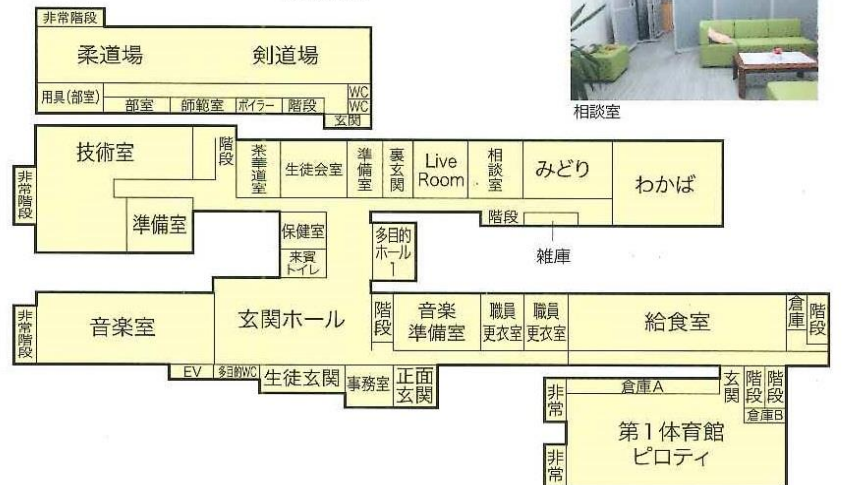 非常階段
柔道場
剣道場
用具(部室)
部室
師範室
ボイラー
階段
WC
WC
玄関
相談室
技術室
階段
茶華道室
生徒会室
準備室
裏玄関
Live
Room
相談室
みどり
わかば
非常階段
準備室
保健室
来賓
トイレ
多目的
ホール
1
階段
雑庫
非常階段
音楽室
玄関ホール
階段
音楽
準備室
職員
更衣室
職員
更衣室
給食室
倉庫
階段
EV
多目的WC
生徒玄関
事務室
正面
玄関
非常
倉庫A
玄関
階段
階段
倉庫B
第1体育館
ピロティ
非常